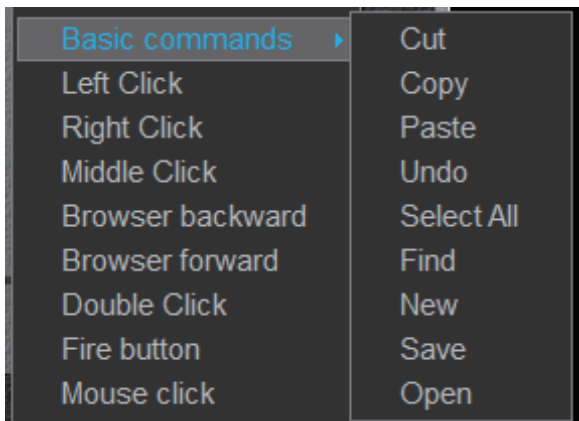 Basic commands
Left Click
Right Click
Middle Click
Browser backward
Browser forward
Double Click
Fire button
Mouse click
Cut
Copy
Paste
Undo
Select All
Find
New
Save
Open